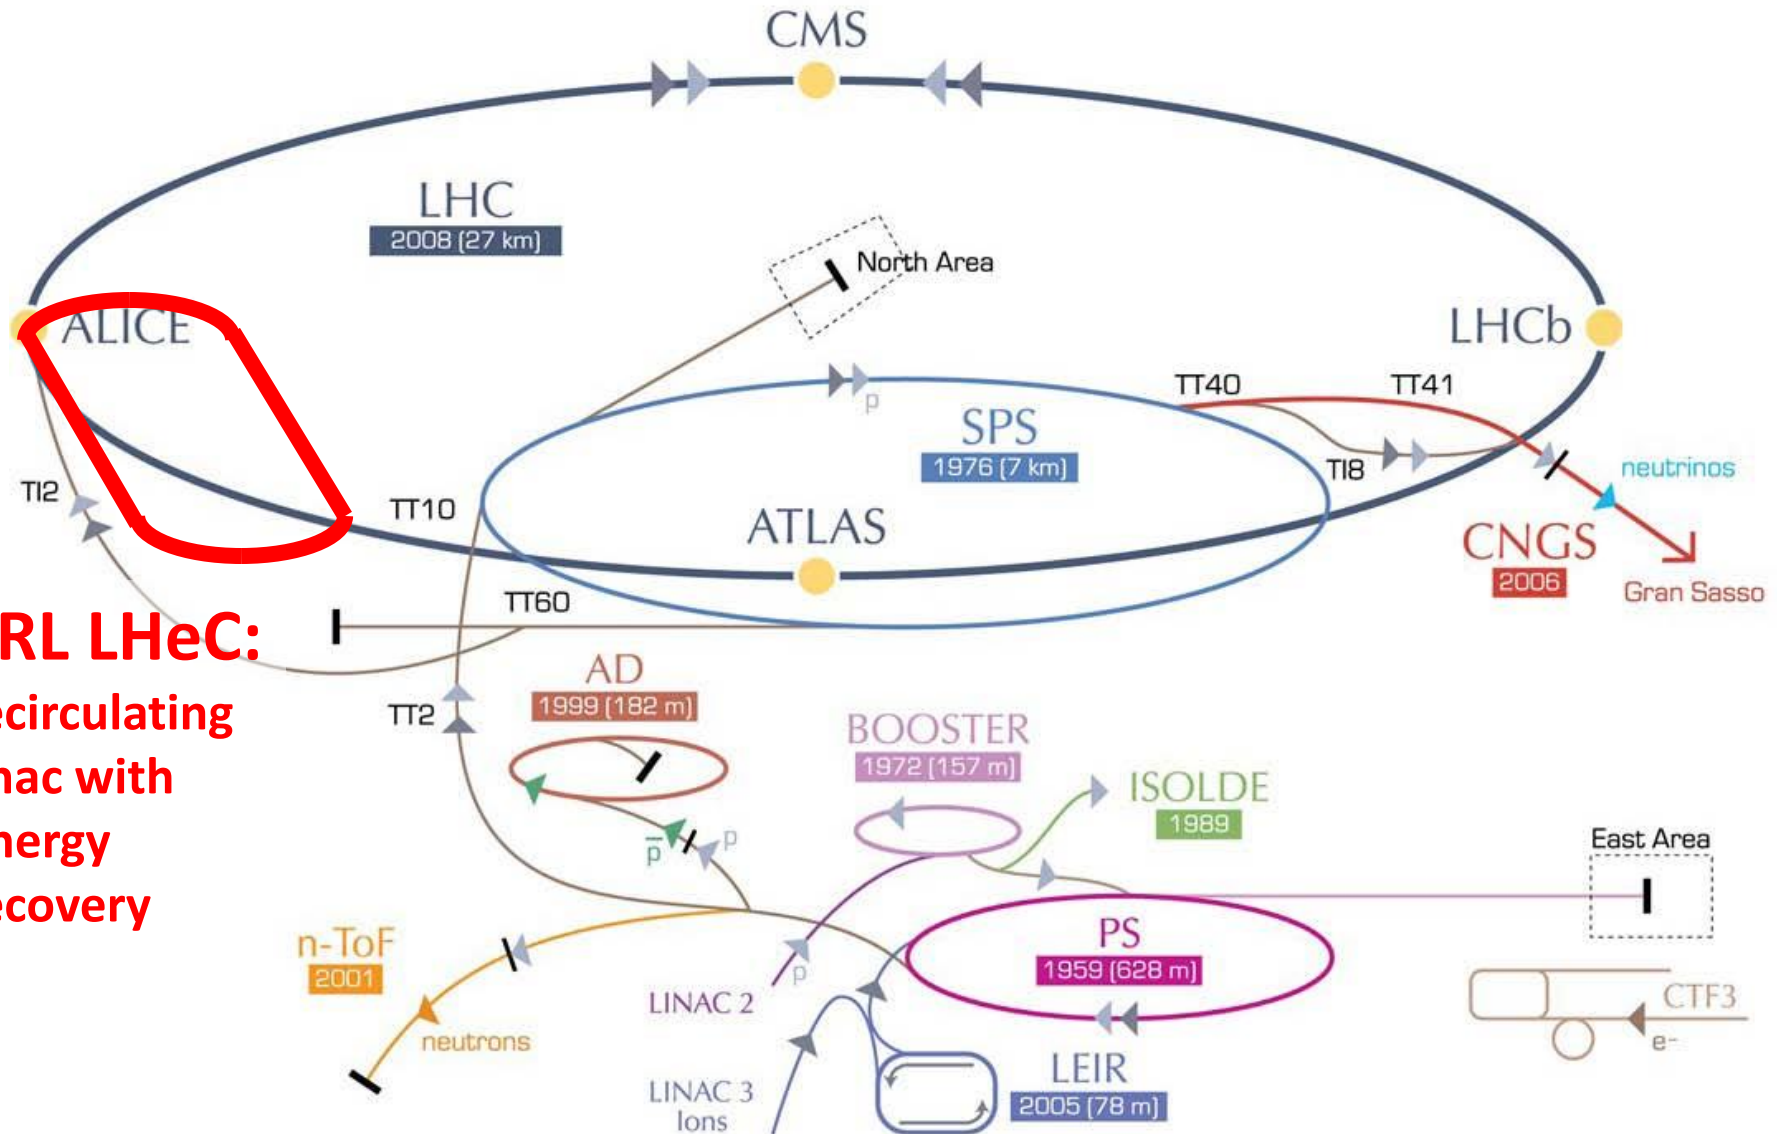 CMS
LHC
2008 (27 km)
North Area
ALICE
LHCb
TT40
TT41
p
SPS
1976 (7 km)
TI8
neutrinos
TI2
TT10
ATLAS
CNGS
2006
Gran Sasso
TT60
RL LHeC:
ecirculating
nac with
nergy
ecovery
AD
1999 (182 m)
TT2
BOOSTER
1972 (157 m)
ISOLDE
1989
p̅
p
East Area
n-ToF
2001
PS
1959 (628 m)
p
LINAC 2
neutrons
CTF3
e-
LEIR
2005 (78 m)
LINAC 3
Ions